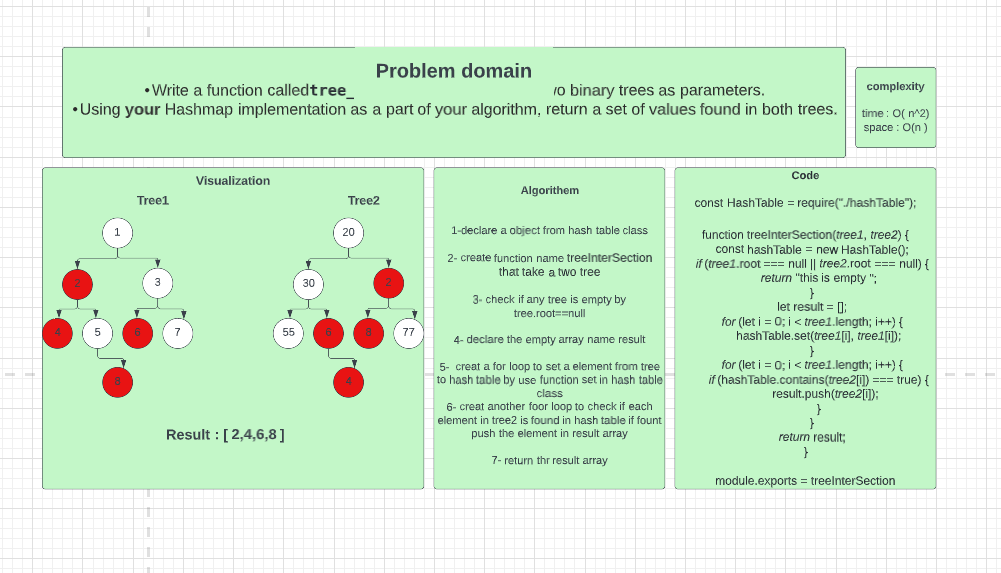 Problem domain
•Write a function called tree_ /o binary trees as parameters.
•Using your Hashmap implementation as a part of your algorithm, return a set of values found in both trees.
complexity
time : O( n^2)
space : O(n )
Visualization
Tree1
Tree2
1
20
2
3
30
2
4
5
6
7
55
6
8
77
8
4
Result : [ 2,4,6,8 ]
Algorithem
1-declare a object from hash table class
2- create function name treeInterSection
that take a two tree
3- check if any tree is empty by
tree.root==null
4- declare the empty array name result
5- creat a for loop to set a element from tree
to hash table by use function set in hash table
class
6- creat another foor loop to check if each
element in tree2 is found in hash table if fount
push the element in result array
7- return thr result array
Code
const HashTable = require("./hashTable");
function treeInterSection(tree1, tree2) {
const hashTable = new HashTable();
if (tree1.root === null || tree2.root === null) {
return "this is empty ";
}
let result = [];
for (let i = 0; i < tree1.length; i++) {
hashTable.set(tree1[i], tree1[i]);
}
for (let i = 0; i < tree1.length; i++) {
if (hashTable.contains(tree2[i]) === true) {
result.push(tree2[i]);
}
}
return result;
}
module.exports = treeInterSection